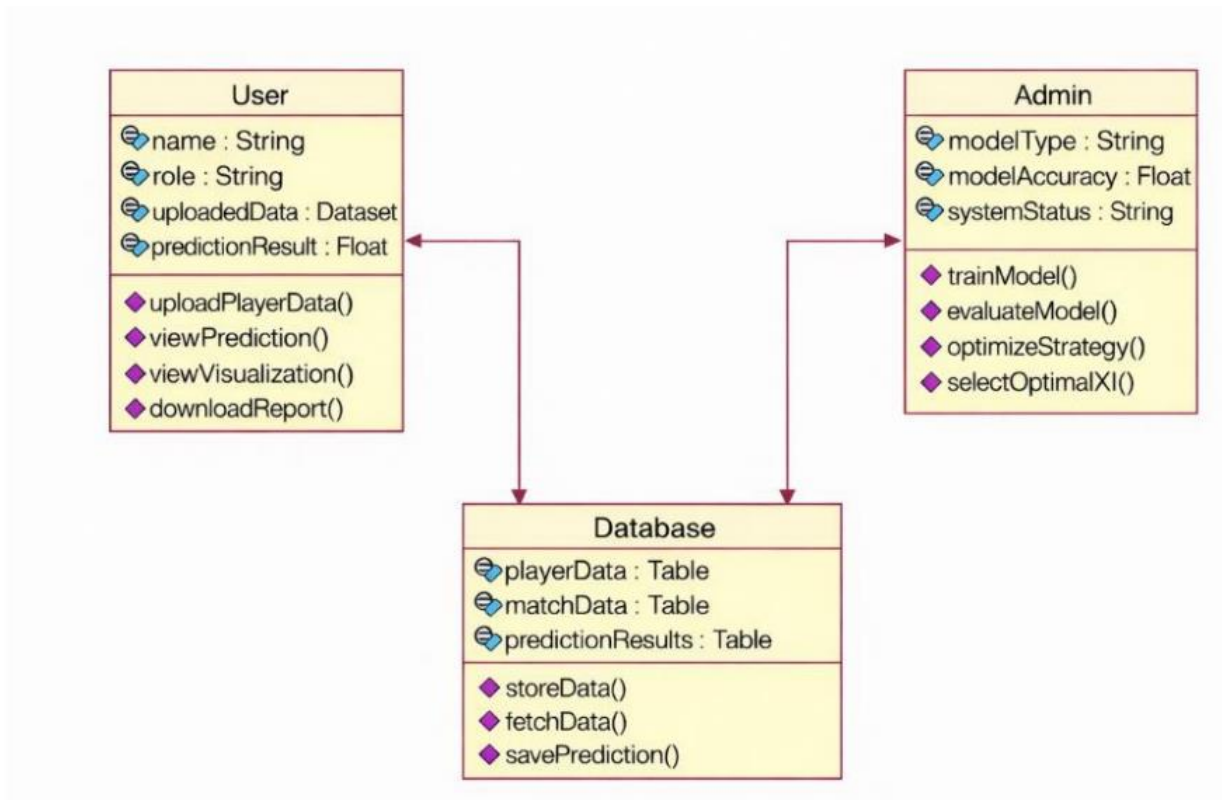 User
name : String
role : String
uploadedData : Dataset
predictionResult : Float
uploadPlayerData()
viewPrediction()
viewVisualization()
downloadReport()
Admin
modelType : String
modelAccuracy : Float
systemStatus : String
trainModel()
evaluateModel()
optimizeStrategy()
selectOptimalXI()
Database
playerData : Table
matchData : Table
predictionResults : Table
storeData()
fetchData()
savePrediction()